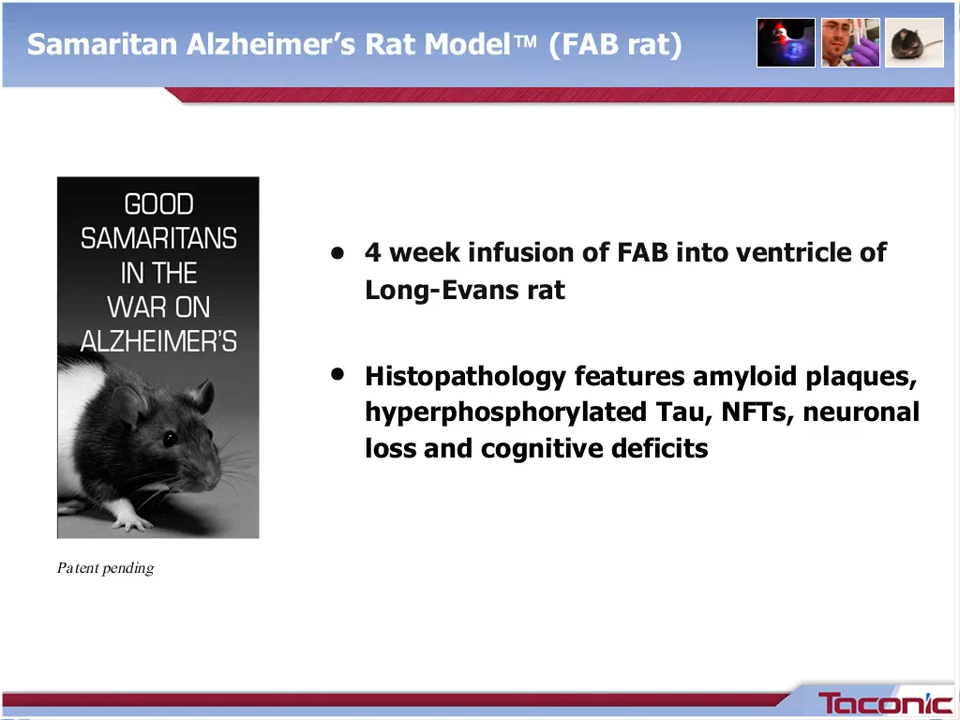 Samaritan Alzheimer’s Rat Model™ (FAB rat)
GOOD
SAMARITANS
IN THE
WAR ON
ALZHEIMER’S
Patent pending
• 4 week infusion of FAB into ventricle of
Long-Evans rat
• Histopathology features amyloid plaques,
hyperphosphorylated Tau, NFTs, neuronal
loss and cognitive deficits
Taconic